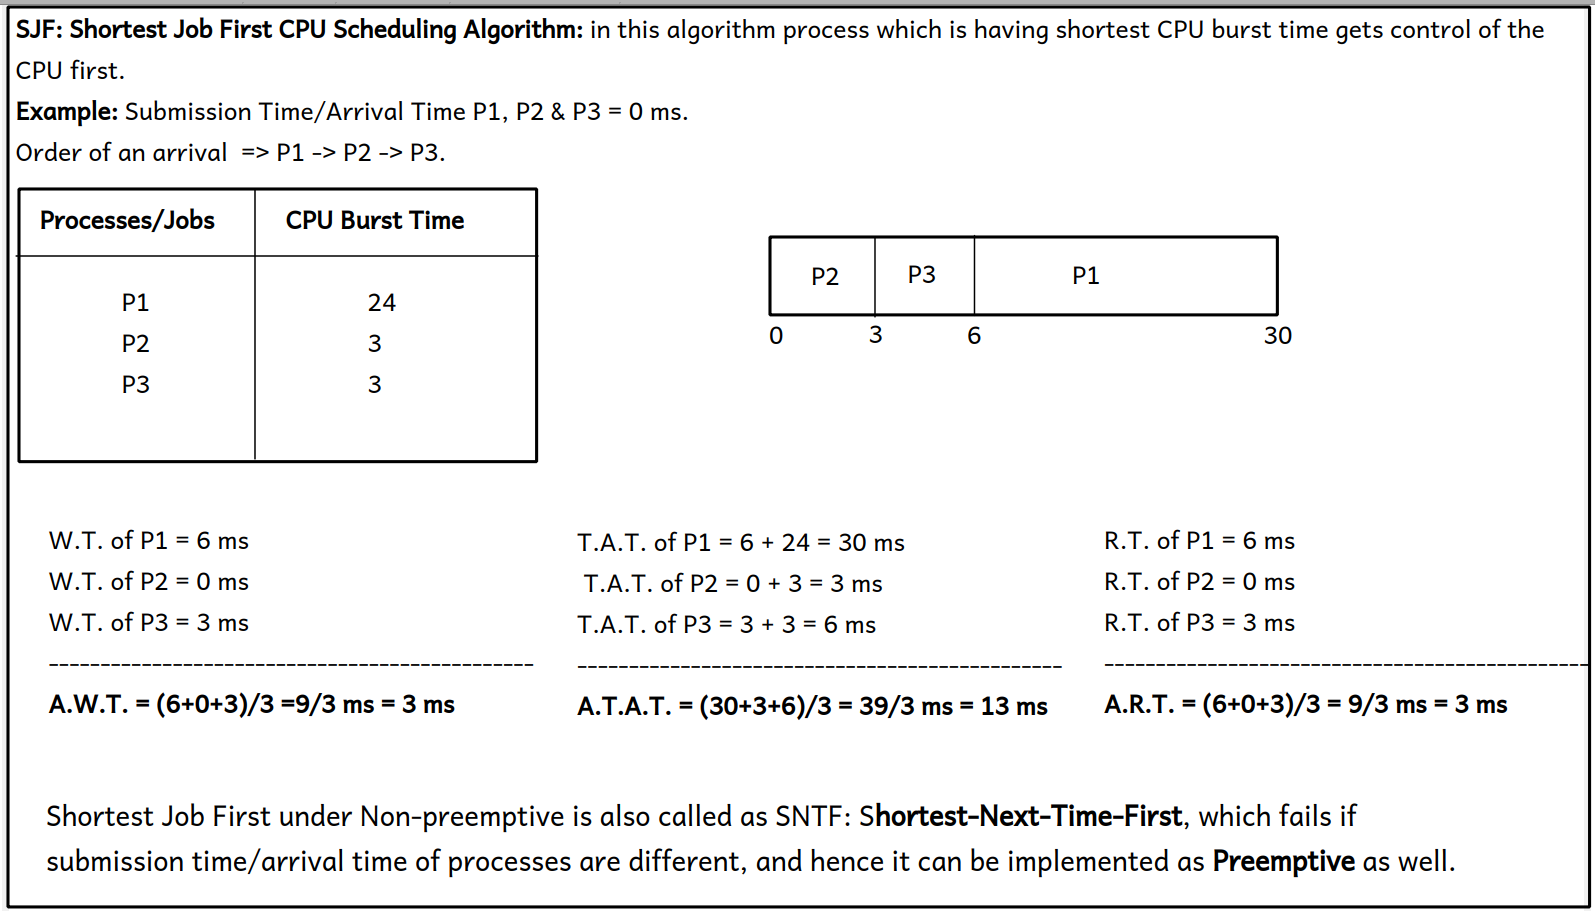 SJF: Shortest Job First CPU Scheduling Algorithm: in this algorithm process which is having shortest CPU burst time gets control of the
CPU first.
Example: Submission Time/Arrival Time P1, P2 & P3 = 0 ms.
Order of an arrival => P1 -> P2 -> P3.
Processes/Jobs CPU Burst Time
P1 24
P2 3
P3 3
P2 P3 P1
0 3 6 30
W.T. of P1 = 6 ms
W.T. of P2 = 0 ms
W.T. of P3 = 3 ms
-----------------------------------------------
A.W.T. = (6+0+3)/3 =9/3 ms = 3 ms
T.A.T. of P1 = 6 + 24 = 30 ms
T.A.T. of P2 = 0 + 3 = 3 ms
T.A.T. of P3 = 3 + 3 = 6 ms
-----------------------------------------------
A.T.A.T. = (30+3+6)/3 = 39/3 ms = 13 ms
R.T. of P1 = 6 ms
R.T. of P2 = 0 ms
R.T. of P3 = 3 ms
-----------------------------------------------
A.R.T. = (6+0+3)/3 = 9/3 ms = 3 ms
Shortest Job First under Non-preemptive is also called as SNTF: Shortest-Next-Time-First, which fails if
submission time/arrival time of processes are different, and hence it can be implemented as Preemptive as well.